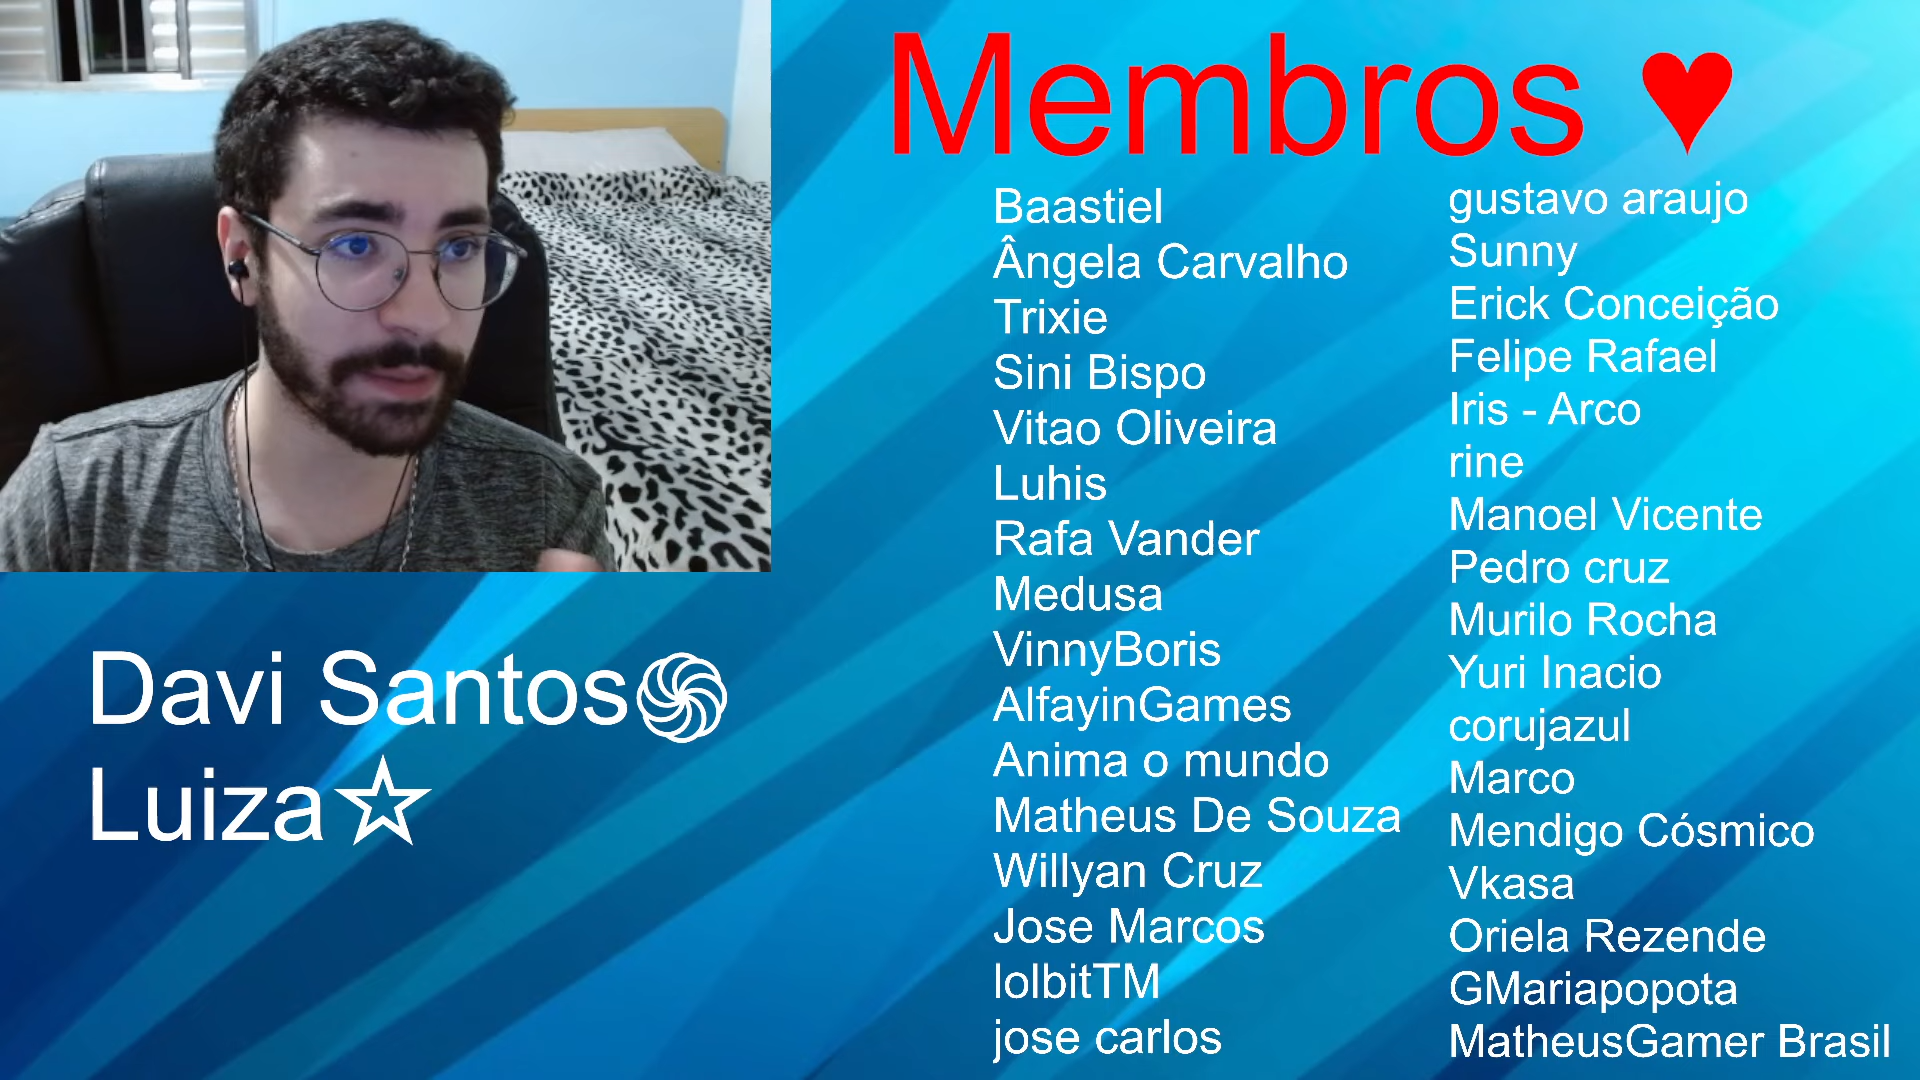 Membros ♥
Baastiel
Ângela Carvalho
Trixie
Sini Bispo
Vitao Oliveira
Luhis
Rafa Vander
Medusa
VinnyBoris
AlfayinGames
Anima o mundo
Matheus De Souza
Willyan Cruz
Jose Marcos
lolbitTM
jose carlos
gustavo araujo
Sunny
Erick Conceição
Felipe Rafael
Iris - Arco
rine
Manoel Vicente
Pedro cruz
Murilo Rocha
Yuri Inacio
corujazul
Marco
Mendigo Cósmico
Vkasa
Oriela Rezende
GMariapopota
MatheusGamer Brasil
Davi Santos֍
Luiza☆